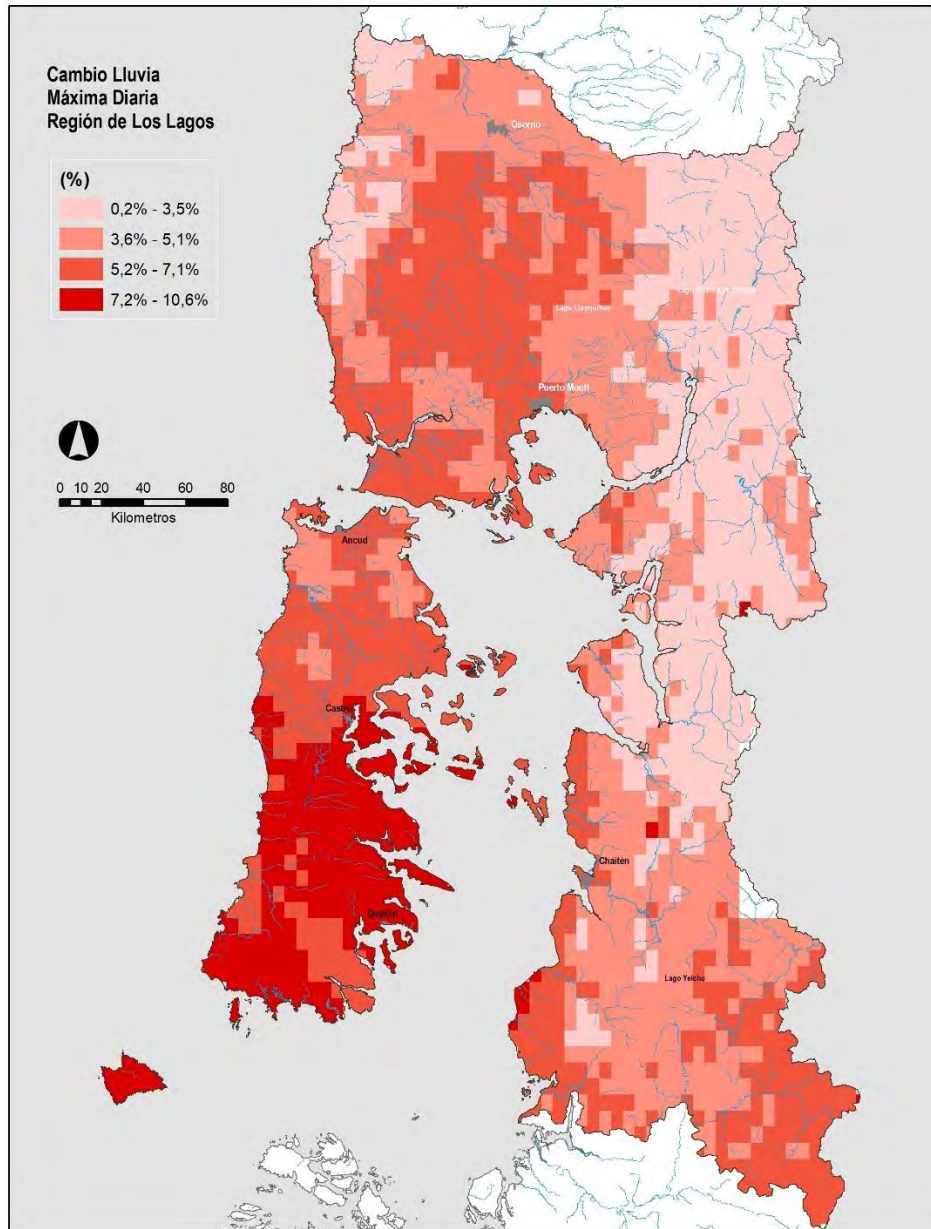 Cambio Lluvia
Máxima Diaria
Región de Los Lagos
(%)
0,2% - 3,5%
3,6% - 5,1%
5,2% - 7,1%
7,2% - 10,6%
0 10 20 40 60 80
Kilometros
Osorno
Lago Llanquihue
Puerto Montt
Ancud
Castro
Chaitén
Quellón
Lago Yelcho